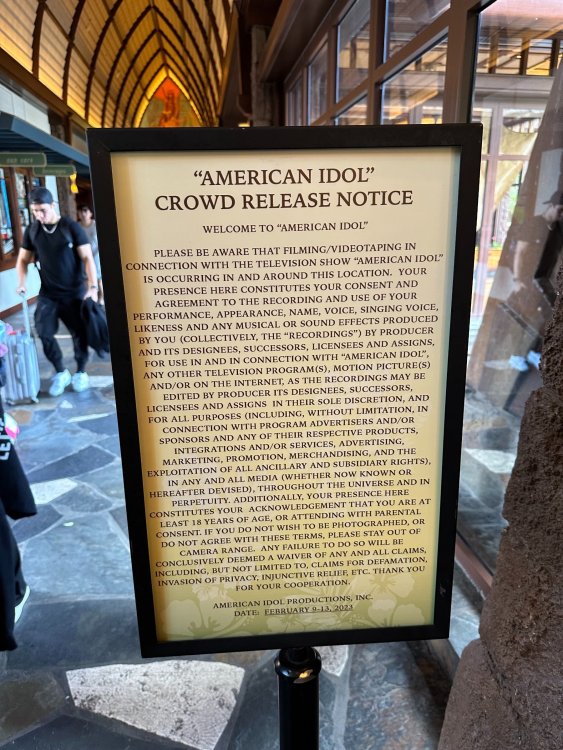 "AMERICAN IDOL"
CROWD RELEASE NOTICE
WELCOME TO "AMERICAN IDOL"
PLEASE BE AWARE THAT FILMING/VIDEOTAPING IN
CONNECTION WITH THE TELEVISION SHOW "AMERICAN IDOL"
IS OCCURRING IN AND AROUND THIS LOCATION. YOUR
PRESENCE HERE CONSTITUTES YOUR CONSENT AND
AGREEMENT TO THE RECORDING AND USE OF YOUR
PERFORMANCE, APPEARANCE, NAME, VOICE, SINGING VOICE,
LIKENESS AND ANY MUSICAL OR SOUND EFFECTS PRODUCED
BY YOU (COLLECTIVELY, THE "RECORDINGS") BY PRODUCER
AND ITS DESIGNEES, SUCCESSORS, LICENSEES AND ASSIGNS,
FOR USE IN AND IN CONNECTION WITH "AMERICAN IDOL",
ANY OTHER TELEVISION PROGRAM(S), MOTION PICTURE(S)
AND/OR ON THE INTERNET, AS THE RECORDINGS MAY BE
EDITED BY PRODUCER ITS DESIGNEES, SUCCESSORS,
LICENSEES AND ASSIGNS IN THEIR SOLE DISCRETION, AND
FOR ALL PURPOSES (INCLUDING, WITHOUT LIMITATION, IN
CONNECTION WITH PROGRAM ADVERTISERS AND/OR
SPONSORS AND ANY OF THEIR RESPECTIVE PRODUCTS,
INTEGRATIONS AND/OR SERVICES, ADVERTISING,
MARKETING, PROMOTION, MERCHANDISING, AND THE
EXPLOITATION OF ALL ANCILLARY AND SUBSIDIARY RIGHTS),
IN ANY AND ALL MEDIA (WHETHER NOW KNOWN OR
HEREAFTER DEVISED), THROUGHOUT THE UNIVERSE AND IN
PERPETUITY. ADDITIONALLY, YOUR PRESENCE HERE
CONSTITUTES YOUR ACKNOWLEDGEMENT THAT YOU ARE AT
LEAST 18 YEARS OF AGE, OR ATTENDING WITH PARENTAL
CONSENT. IF YOU DO NOT WISH TO BE PHOTOGRAPHED, OR
DO NOT AGREE WITH THESE TERMS, PLEASE STAY OUT OF
CAMERA RANGE. ANY FAILURE TO DO SO WILL BE
CONCLUSIVELY DEEMED A WAIVER OF ANY AND ALL CLAIMS,
INCLUDING, BUT NOT LIMITED TO, CLAIMS FOR DEFAMATION,
INVASION OF PRIVACY, INJUNCTIVE RELIEF, ETC. THANK YOU
FOR YOUR COOPERATION.
AMERICAN IDOL PRODUCTIONS, INC.
DATE: FEBRUARY 9-13, 2023